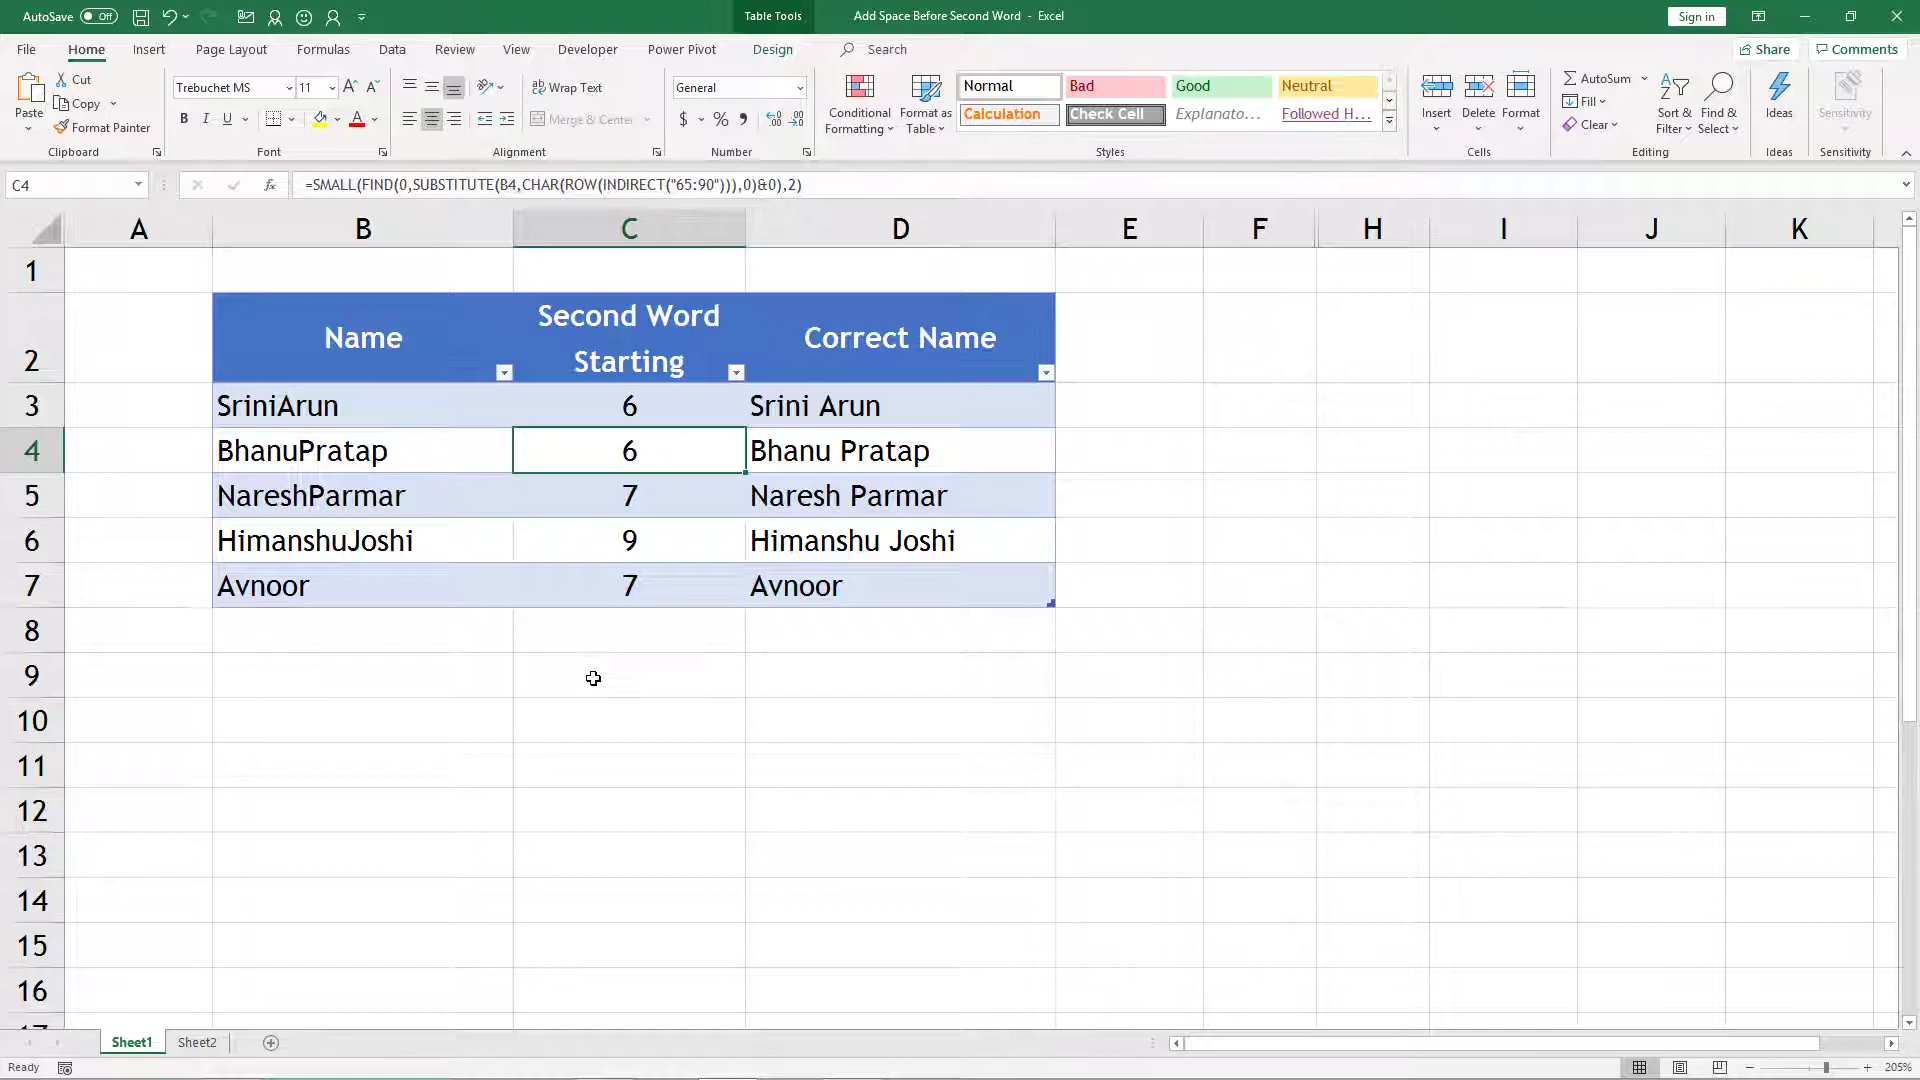 AutoSave Off Table Tools Add Space Before Second Word - Excel Sign in
File Home Insert Page Layout Formulas Data Review View Developer Power Pivot Design Search Share Comments
Paste
Cut
Copy
Format Painter
Clipboard
Trebuchet MS 11 A A
B I U A
Font
Wrap Text
Merge & Center
Alignment
General
$ % 9 .00 .00
Number
Conditional Formatting
Format as Table
Normal Bad Good Neutral
Calculation Check Cell Explanato... Followed H...
Styles
Insert Delete Format
Cells
AutoSum
Fill
Clear
Sort & Filter
Find & Select
Editing
Ideas
Ideas
Sensitivity
Sensitivity
C4 fx =SMALL(FIND(0,SUBSTITUTE(B4,CHAR(ROW(INDIRECT("65:90"))),0)&0),2)
A B C D E F H I J K
1
2 Name Second Word Starting Correct Name
3 SriniArun 6 Srini Arun
4 BhanuPratap 6 Bhanu Pratap
5 NareshParmar 7 Naresh Parmar
6 HimanshuJoshi 9 Himanshu Joshi
7 Avnoor 7 Avnoor
8
9
10
11
12
13
14
15
16
17
Sheet1 Sheet2
Ready 205%